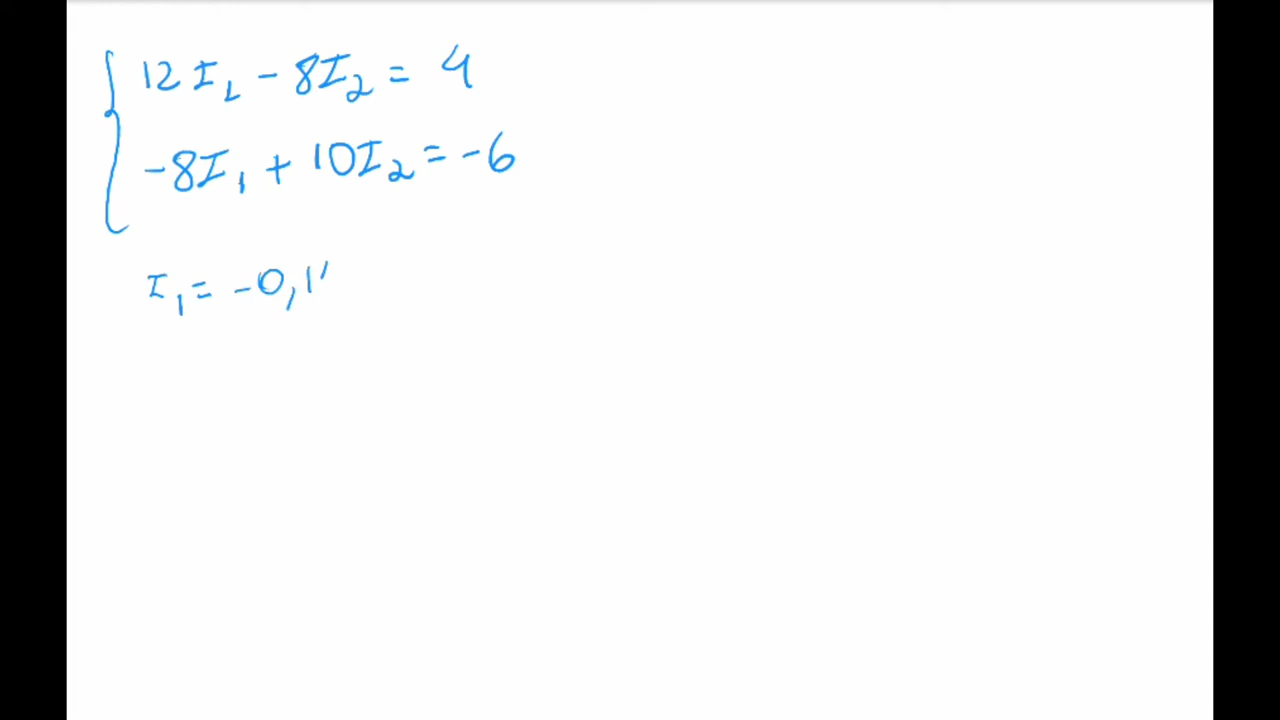 12I₁ - 8I₂ = 4
-8I₁ + 10I₂ = -6
I₁ = -0,1